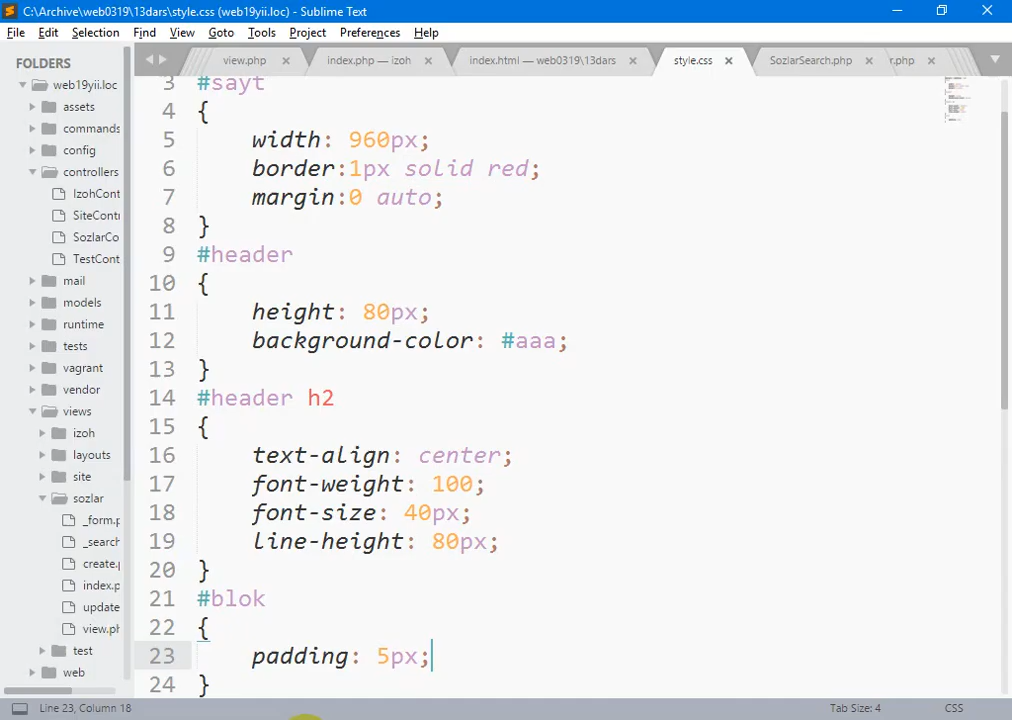 C:\Archive\web0319\13dars\style.css (web19yii.loc) - Sublime Text
File Edit Selection Find View Goto Tools Project Preferences Help
FOLDERS
web19yii.loc
assets
commands
config
controllers
IzohCont
SiteContr
SozlarCo
TestCont
mail
models
runtime
tests
vagrant
vendor
views
izoh
layouts
site
sozlar
_form.p
_search
create.p
index.p
update
view.ph
test
web
view.php index.php — izoh index.html — web0319\13dars style.css SozlarSearch.php r.php
3 #sayt
4 {
5 width: 960px;
6 border:1px solid red;
7 margin:0 auto;
8 }
9 #header
10 {
11 height: 80px;
12 background-color: #aaa;
13 }
14 #header h2
15 {
16 text-align: center;
17 font-weight: 100;
18 font-size: 40px;
19 line-height: 80px;
20 }
21 #blok
22 {
23 padding: 5px;
24 }
Line 23, Column 18 Tab Size: 4 CSS